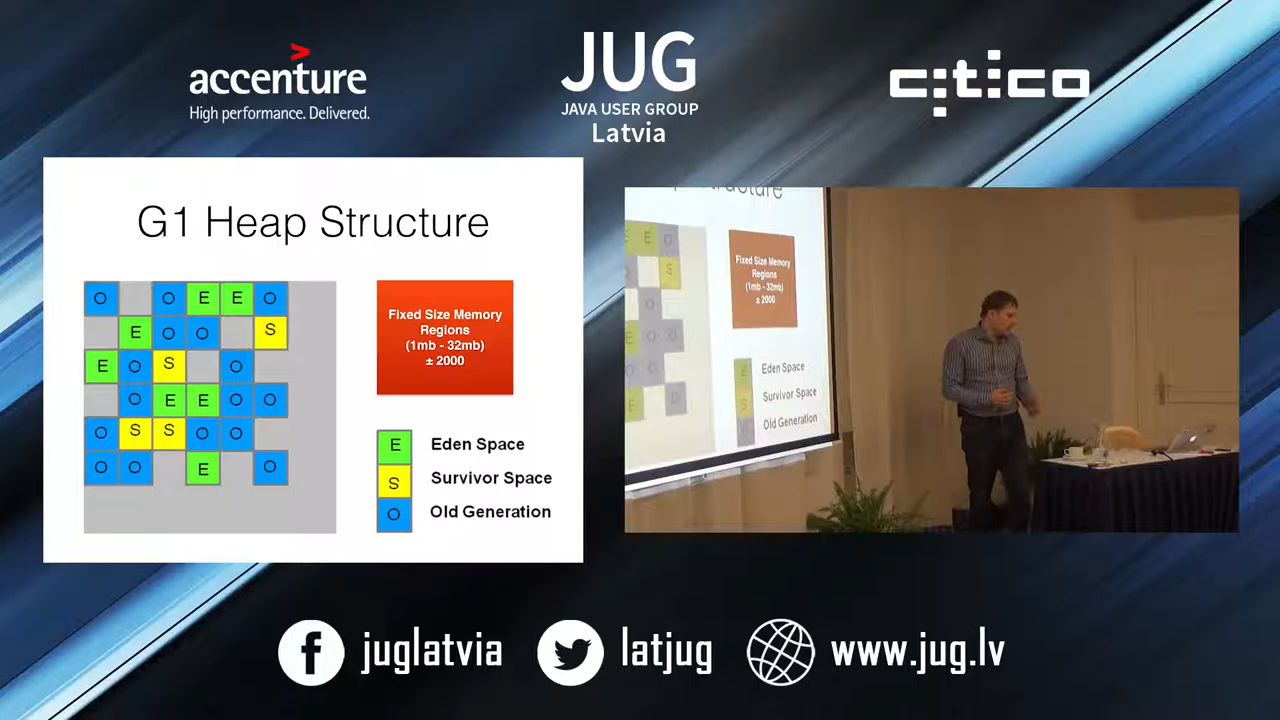 accenture
High performance. Delivered.
JUG
JAVA USER GROUP
Latvia
citico
G1 Heap Structure
O O E E O
E O O S
E O S O
O E E O O
O S S O O
O O E O
Fixed Size Memory
Regions
(1mb - 32mb)
± 2000
E Eden Space
S Survivor Space
O Old Generation
Structure
E E O
S
O
E O O
O O
E O
Fixed Size Memory
Regions
(1mb - 32mb)
± 2000
E Eden Space
S Survivor Space
O Old Generation
juglatvia
latjug
www.jug.lv